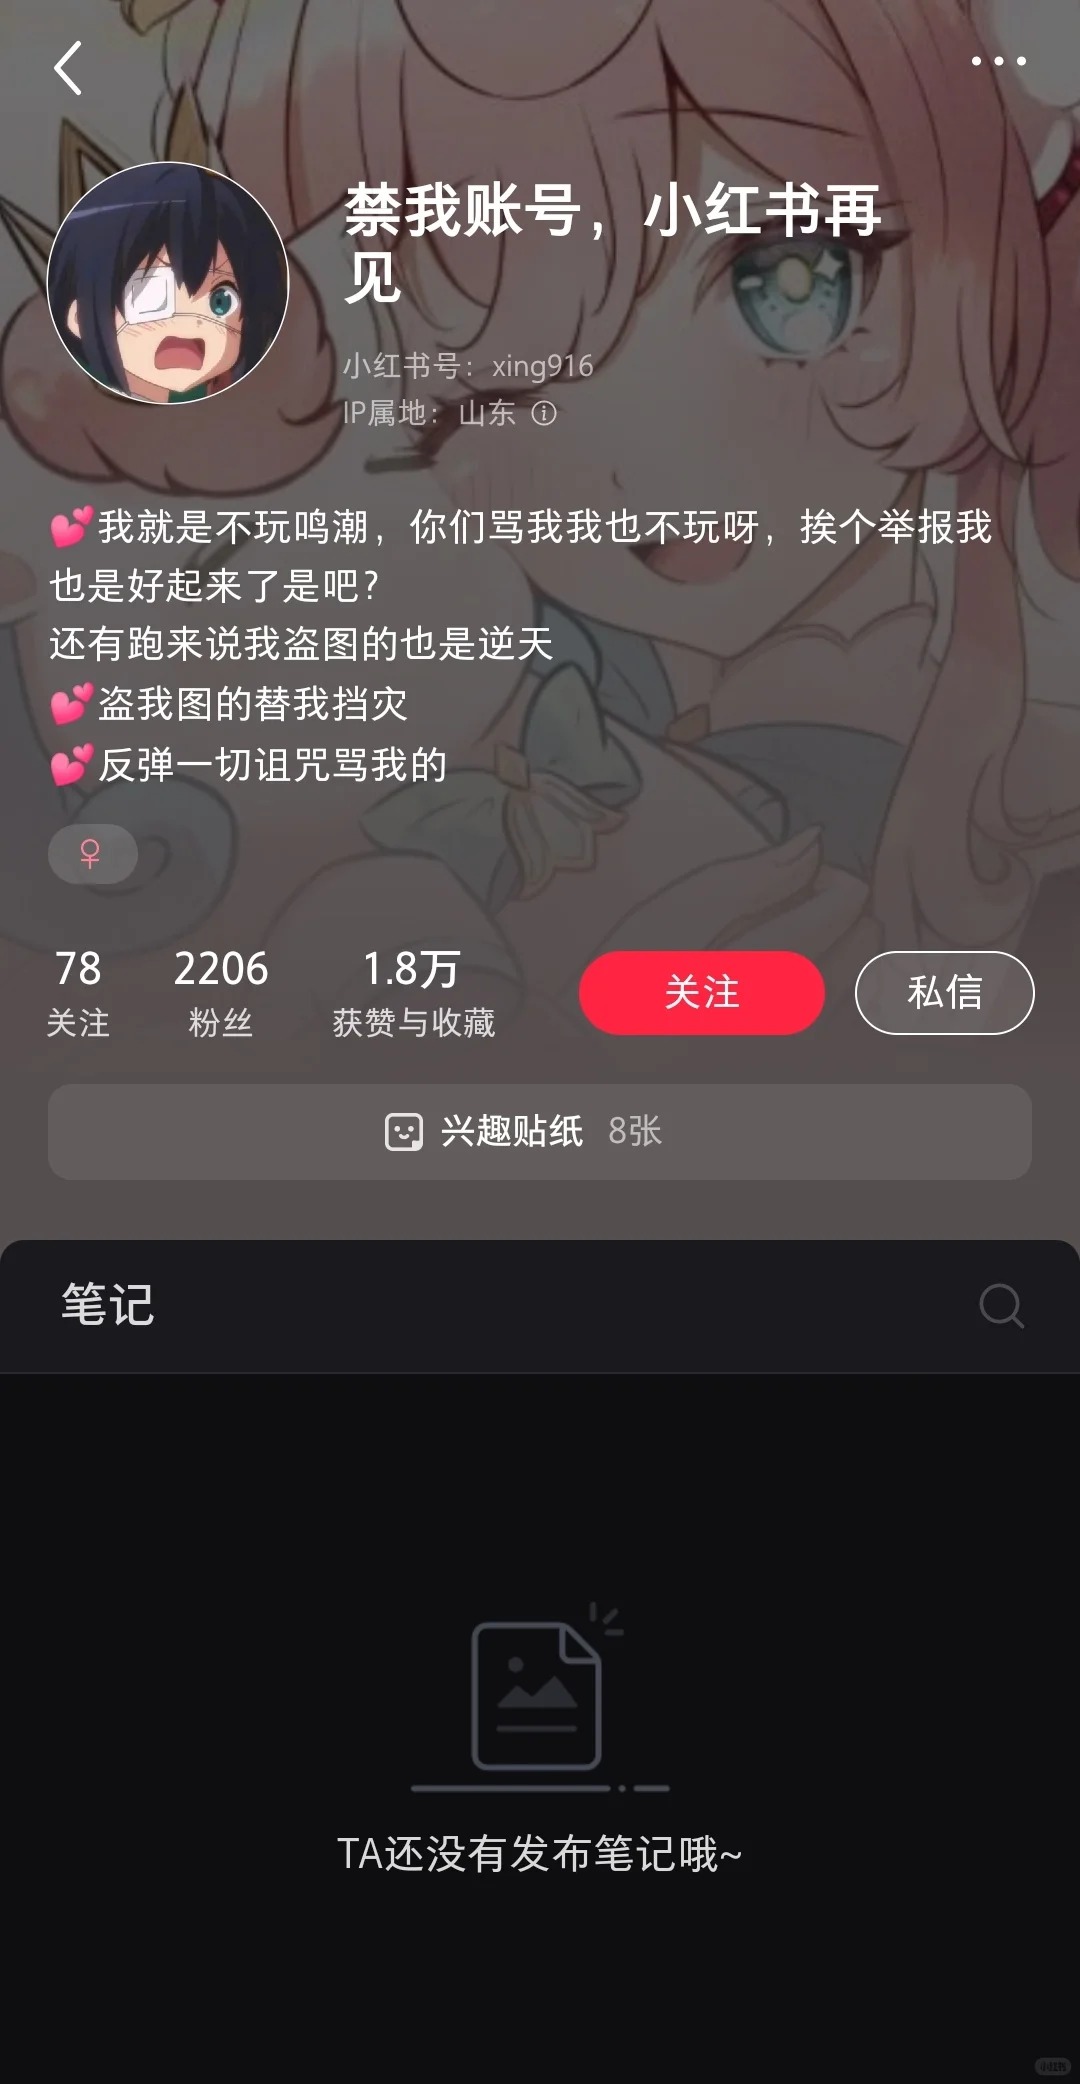 禁我账号，小红书再
见
小红书号：xing916
IP属地：山东
💕我就是不玩鸣潮，你们骂我我也不玩呀，挨个举报我
也是好起来了是吧？
还有跑来说我盗图的也是逆天
💕盗我图的替我挡灾
💕反弹一切诅咒骂我的
78 2206 1.8万
关注 粉丝 获赞与收藏
关注 私信
兴趣贴纸 8张
笔记
TA还没有发布笔记哦~
小红书